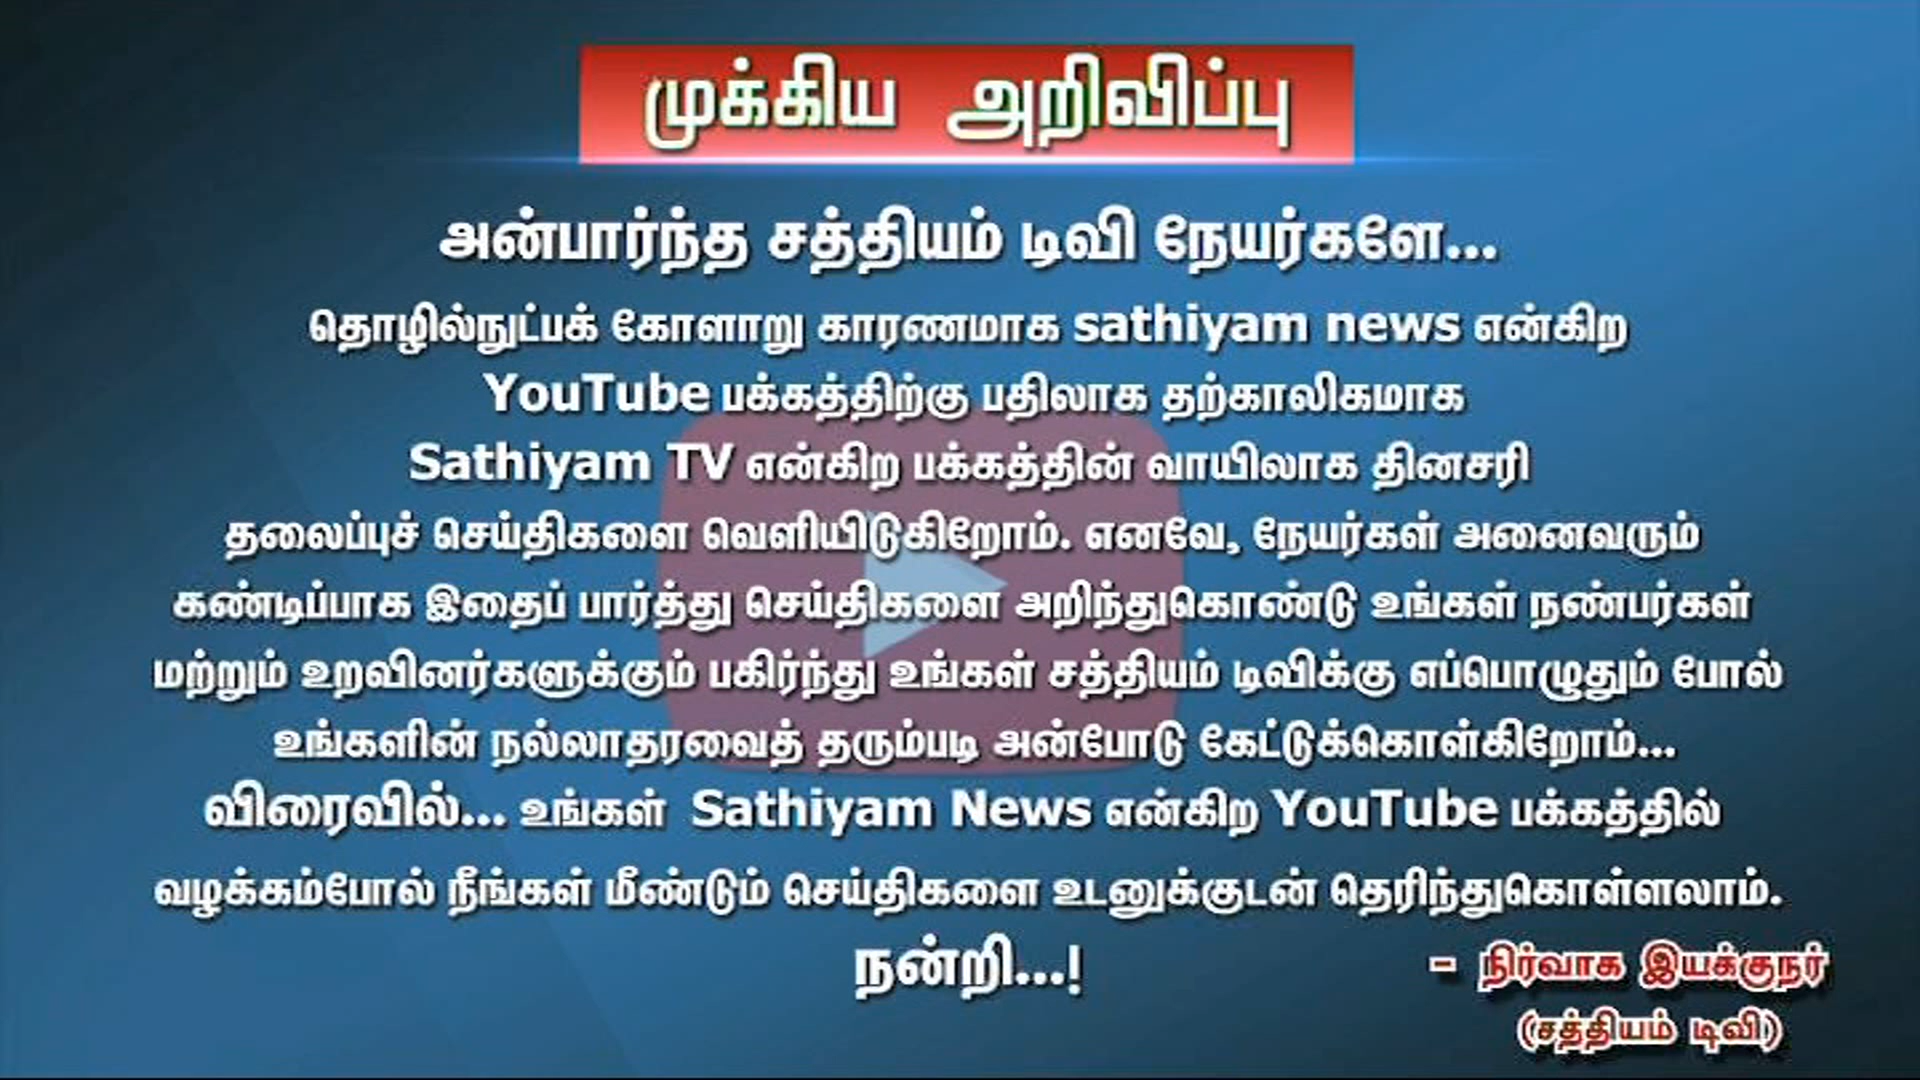 முக்கிய அறிவிப்பு
அன்பார்ந்த சத்தியம் டிவி நேயர்களே...
தொழில்நுட்பக் கோளாறு காரணமாக sathiyam news என்கிற
YouTube பக்கத்திற்கு பதிலாக தற்காலிகமாக
Sathiyam TV என்கிற பக்கத்தின் வாயிலாக தினசரி
தலைப்புச் செய்திகளை வெளியிடுகிறோம். எனவே, நேயர்கள் அனைவரும்
கண்டிப்பாக இதைப் பார்த்து செய்திகளை அறிந்துகொண்டு உங்கள் நண்பர்கள்
மற்றும் உறவினர்களுக்கும் பகிர்ந்து உங்கள் சத்தியம் டிவிக்கு எப்பொழுதும் போல்
உங்களின் நல்லாதரவைத் தரும்படி அன்போடு கேட்டுக்கொள்கிறோம்...
விரைவில்... உங்கள் Sathiyam News என்கிற YouTube பக்கத்தில்
வழக்கம்போல் நீங்கள் மீண்டும் செய்திகளை உடனுக்குடன் தெரிந்துகொள்ளலாம்.
நன்றி...!
- நிர்வாக இயக்குநர்
(சத்தியம் டிவி)